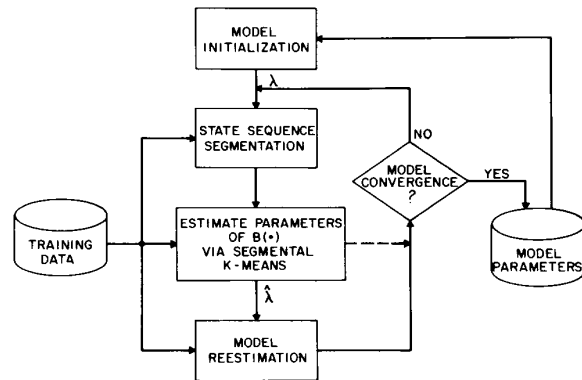 MODEL
INITIALIZATION
λ
NO
STATE SEQUENCE
SEGMENTATION
MODEL
CONVERGENCE
?
YES
TRAINING
DATA
ESTIMATE PARAMETERS
OF B(•)
VIA SEGMENTAL
K-MEANS
MODEL
PARAMETERS
λ̂
MODEL
REESTIMATION